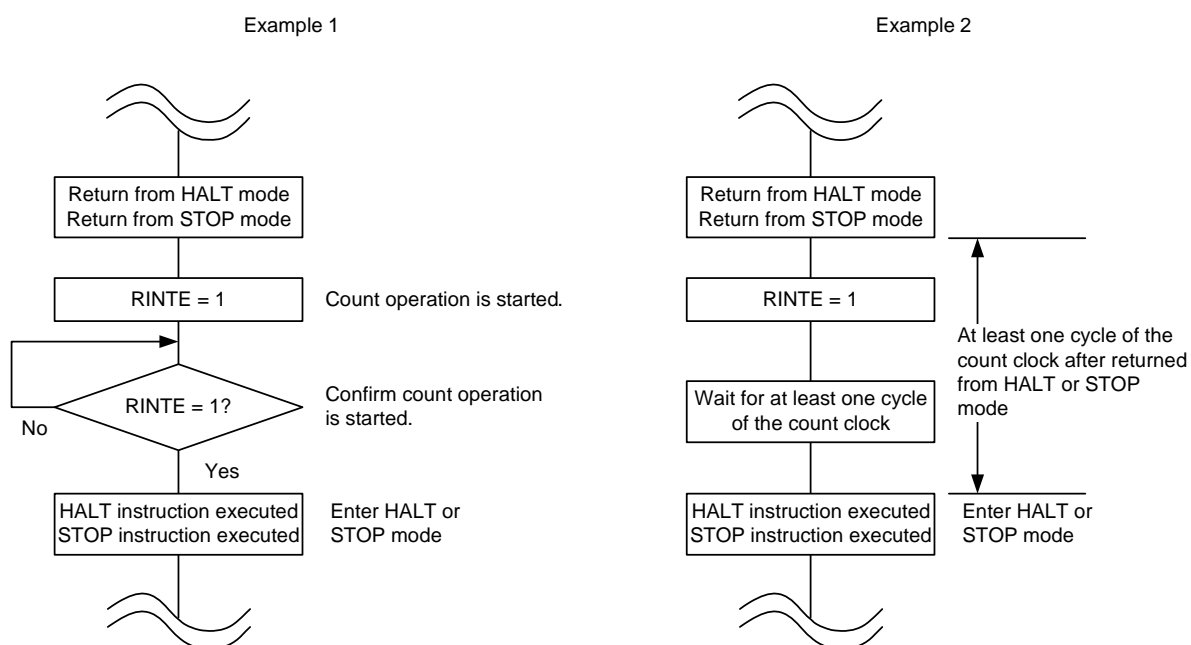 Example 1
Return from HALT mode
Return from STOP mode
RINTE = 1
Count operation is started.
RINTE = 1?
Confirm count operation
is started.
No
Yes
HALT instruction executed
STOP instruction executed
Enter HALT or
STOP mode
Example 2
Return from HALT mode
Return from STOP mode
RINTE = 1
At least one cycle of the
count clock after returned
from HALT or STOP
mode
Wait for at least one cycle
of the count clock
HALT instruction executed
STOP instruction executed
Enter HALT or
STOP mode